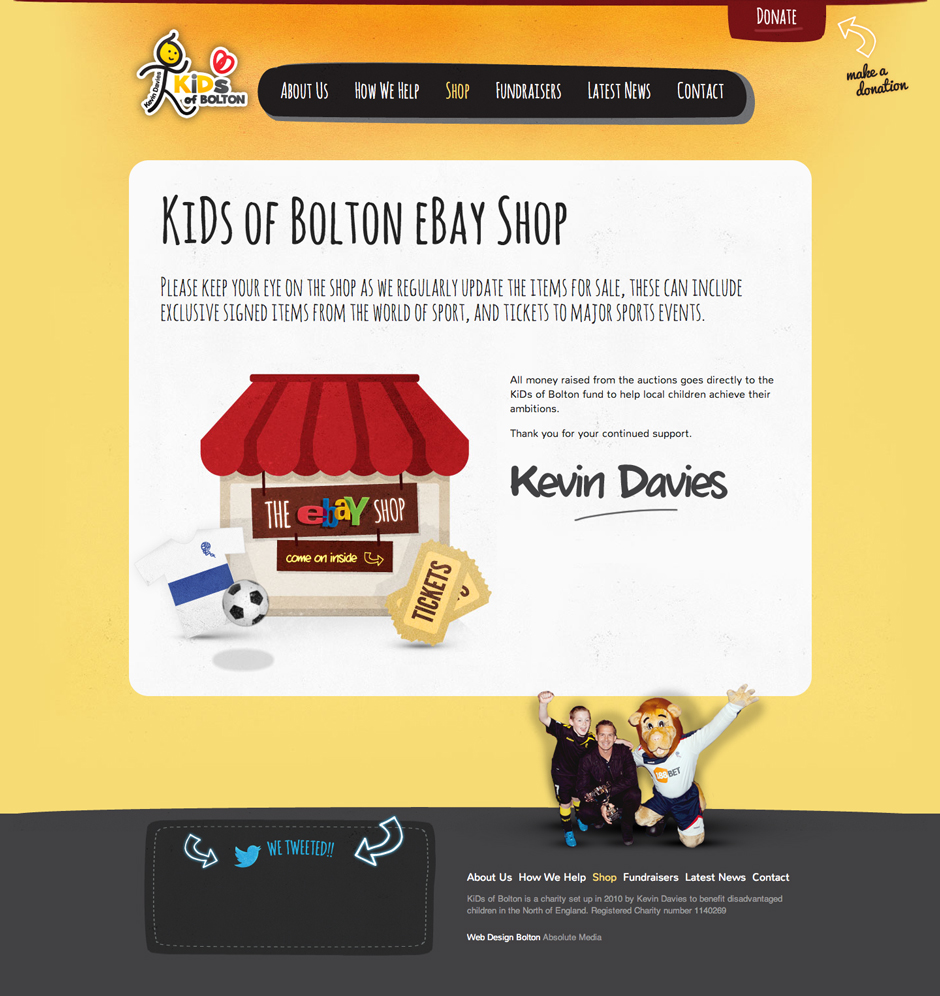 Donate
make a
donation
Kevin Davies
KiDs
of BOLTON
About Us How We Help Shop Fundraisers Latest News Contact
KiDs of Bolton eBay Shop
Please keep your eye on the shop as we regularly update the items for sale, these can include
exclusive signed items from the world of sport, and tickets to major sports events.
All money raised from the auctions goes directly to the
KiDs of Bolton fund to help local children achieve their
ambitions.
Thank you for your continued support.
Kevin Davies
THE ebaY SHOP
come on inside
TICKETS
188BET
WE TWEETED!!
About Us How We Help Shop Fundraisers Latest News Contact
KiDs of Bolton is a charity set up in 2010 by Kevin Davies to benefit disadvantaged
children in the North of England. Registered Charity number 1140269
Web Design Bolton Absolute Media